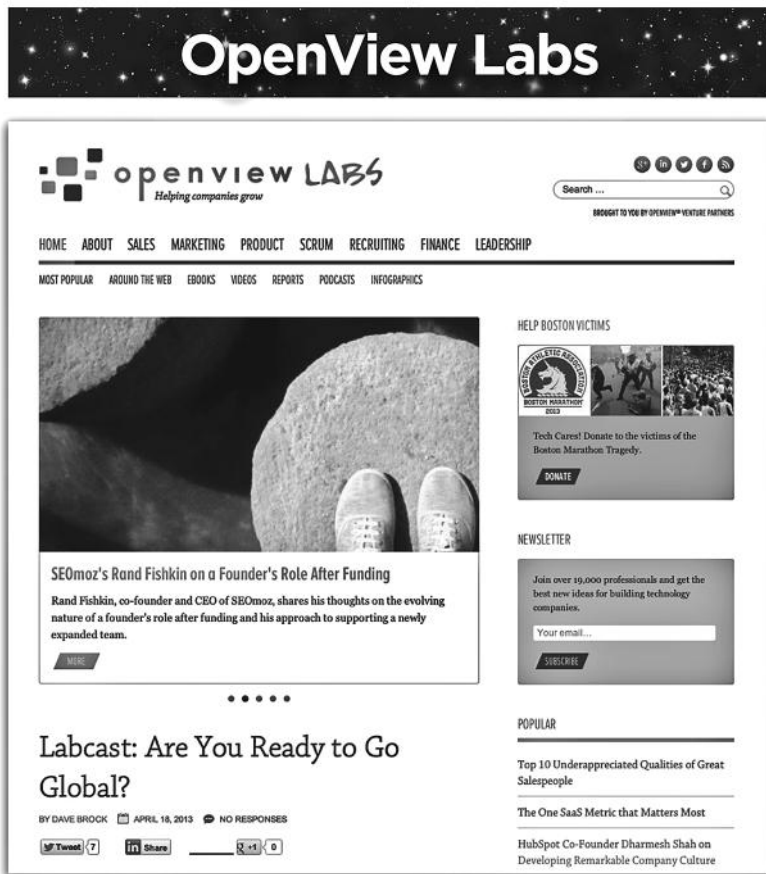 OpenView Labs
openview LABS
Helping companies grow
Search ...
BROUGHT TO YOU BY OPENVIEW® VENTURE PARTNERS
HOME ABOUT SALES MARKETING PRODUCT SCRUM RECRUITING FINANCE LEADERSHIP
MOST POPULAR AROUND THE WEB EBOOKS VIDEOS REPORTS PODCASTS INFOGRAPHICS
SEOmoz's Rand Fishkin on a Founder's Role After Funding
Rand Fishkin, co-founder and CEO of SEOmoz, shares his thoughts on the evolving
nature of a founder's role after funding and his approach to supporting a newly
expanded team.
MORE
Labcast: Are You Ready to Go
Global?
BY DAVE BROCK APRIL 18, 2013 NO RESPONSES
Tweet 7 in Share g +1 0
HELP BOSTON VICTIMS
BOSTON ATHLETIC ASSOCIATION
BOSTON MARATHON
2013
Tech Cares! Donate to the victims of the
Boston Marathon Tragedy.
DONATE
NEWSLETTER
Join over 19,000 professionals and get the
best new ideas for building technology
companies.
Your email...
SUBSCRIBE
POPULAR
Top 10 Underappreciated Qualities of Great
Salespeople
The One SaaS Metric that Matters Most
HubSpot Co-Founder Dharmesh Shah on
Developing Remarkable Company Culture